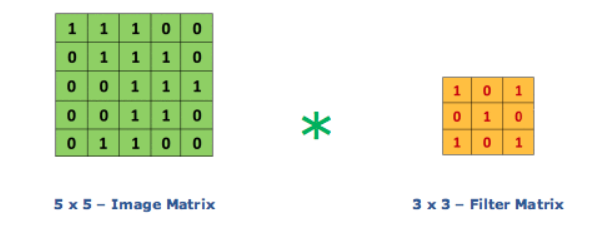 1 1 1 0 0
0 1 1 1 0
0 0 1 1 1
0 0 1 1 0
0 1 1 0 0
*
1 0 1
0 1 0
1 0 1
5 x 5 – Image Matrix
3 x 3 – Filter Matrix